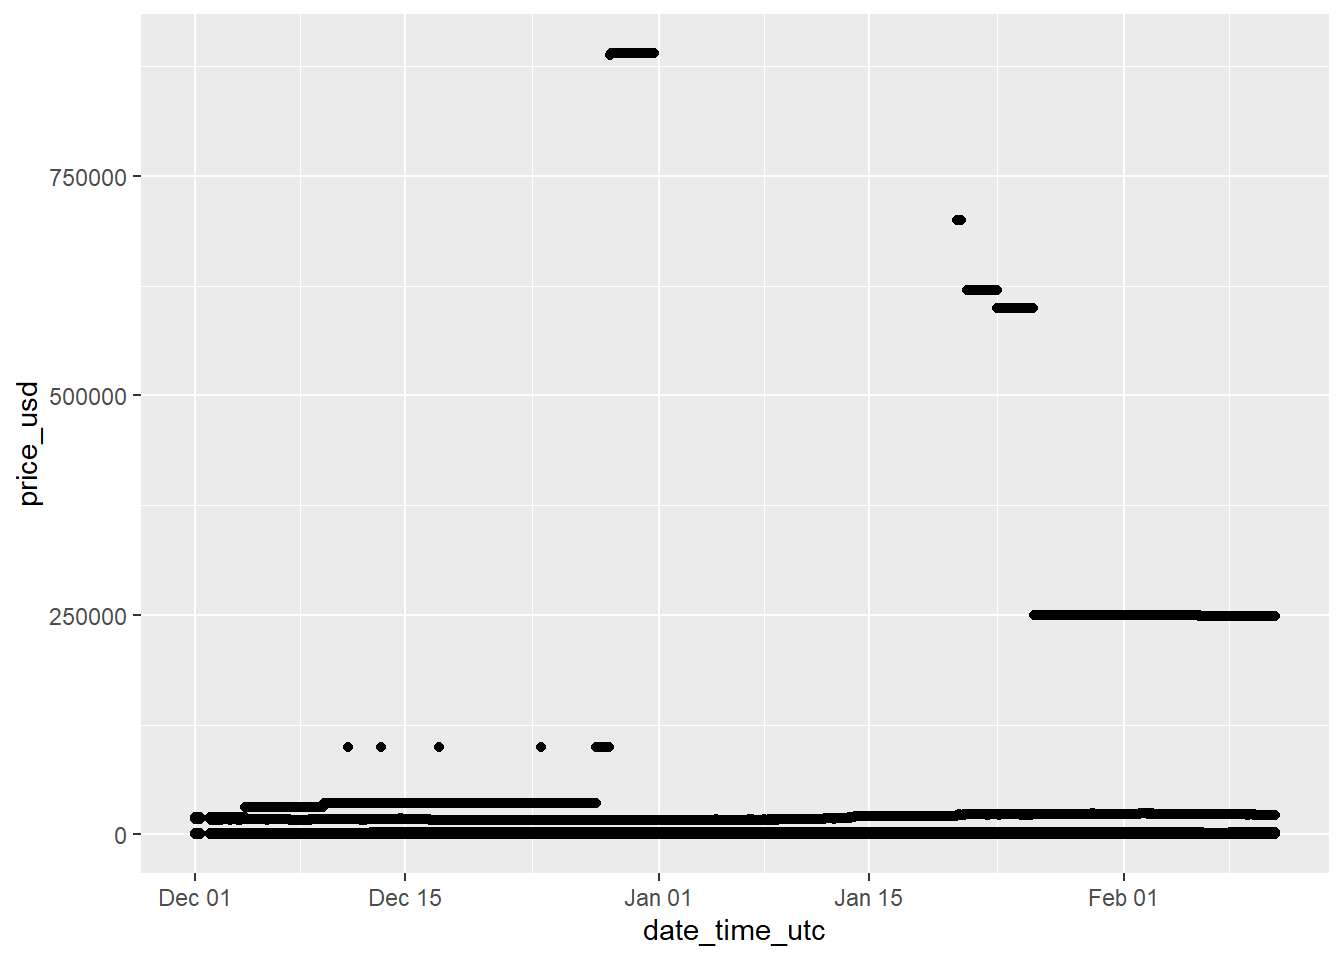 750000
500000
250000
0
price_usd
Dec 01 Dec 15 Jan 01 Jan 15 Feb 01
date_time_utc